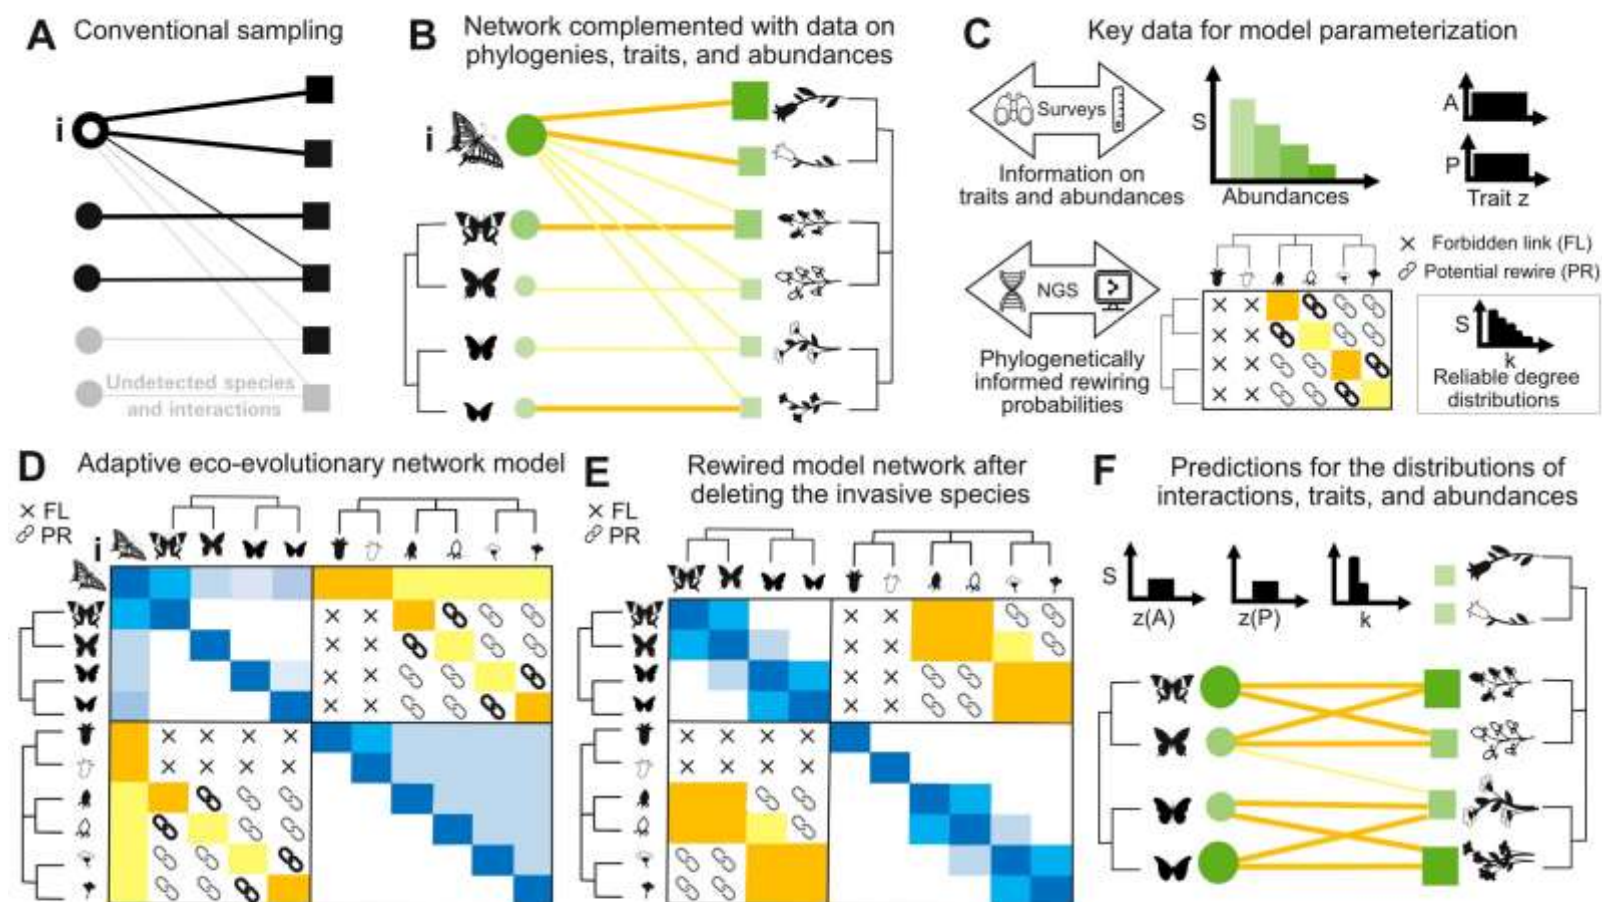 A Conventional sampling
i
Undetected species
and interactions
B Network complemented with data on
phylogenies, traits, and abundances
i
C Key data for model parameterization
Surveys
Information on
traits and abundances
S
Abundances
A
P
Trait z
NGS
Phylogenetically
informed rewiring
probabilities
Forbidden link (FL)
Potential rewire (PR)
S
k
Reliable degree
distributions
D Adaptive eco-evolutionary network model
FL
PR
i
E Rewired model network after
deleting the invasive species
FL
PR
F Predictions for the distributions of
interactions, traits, and abundances
S
z(A)
z(P)
k